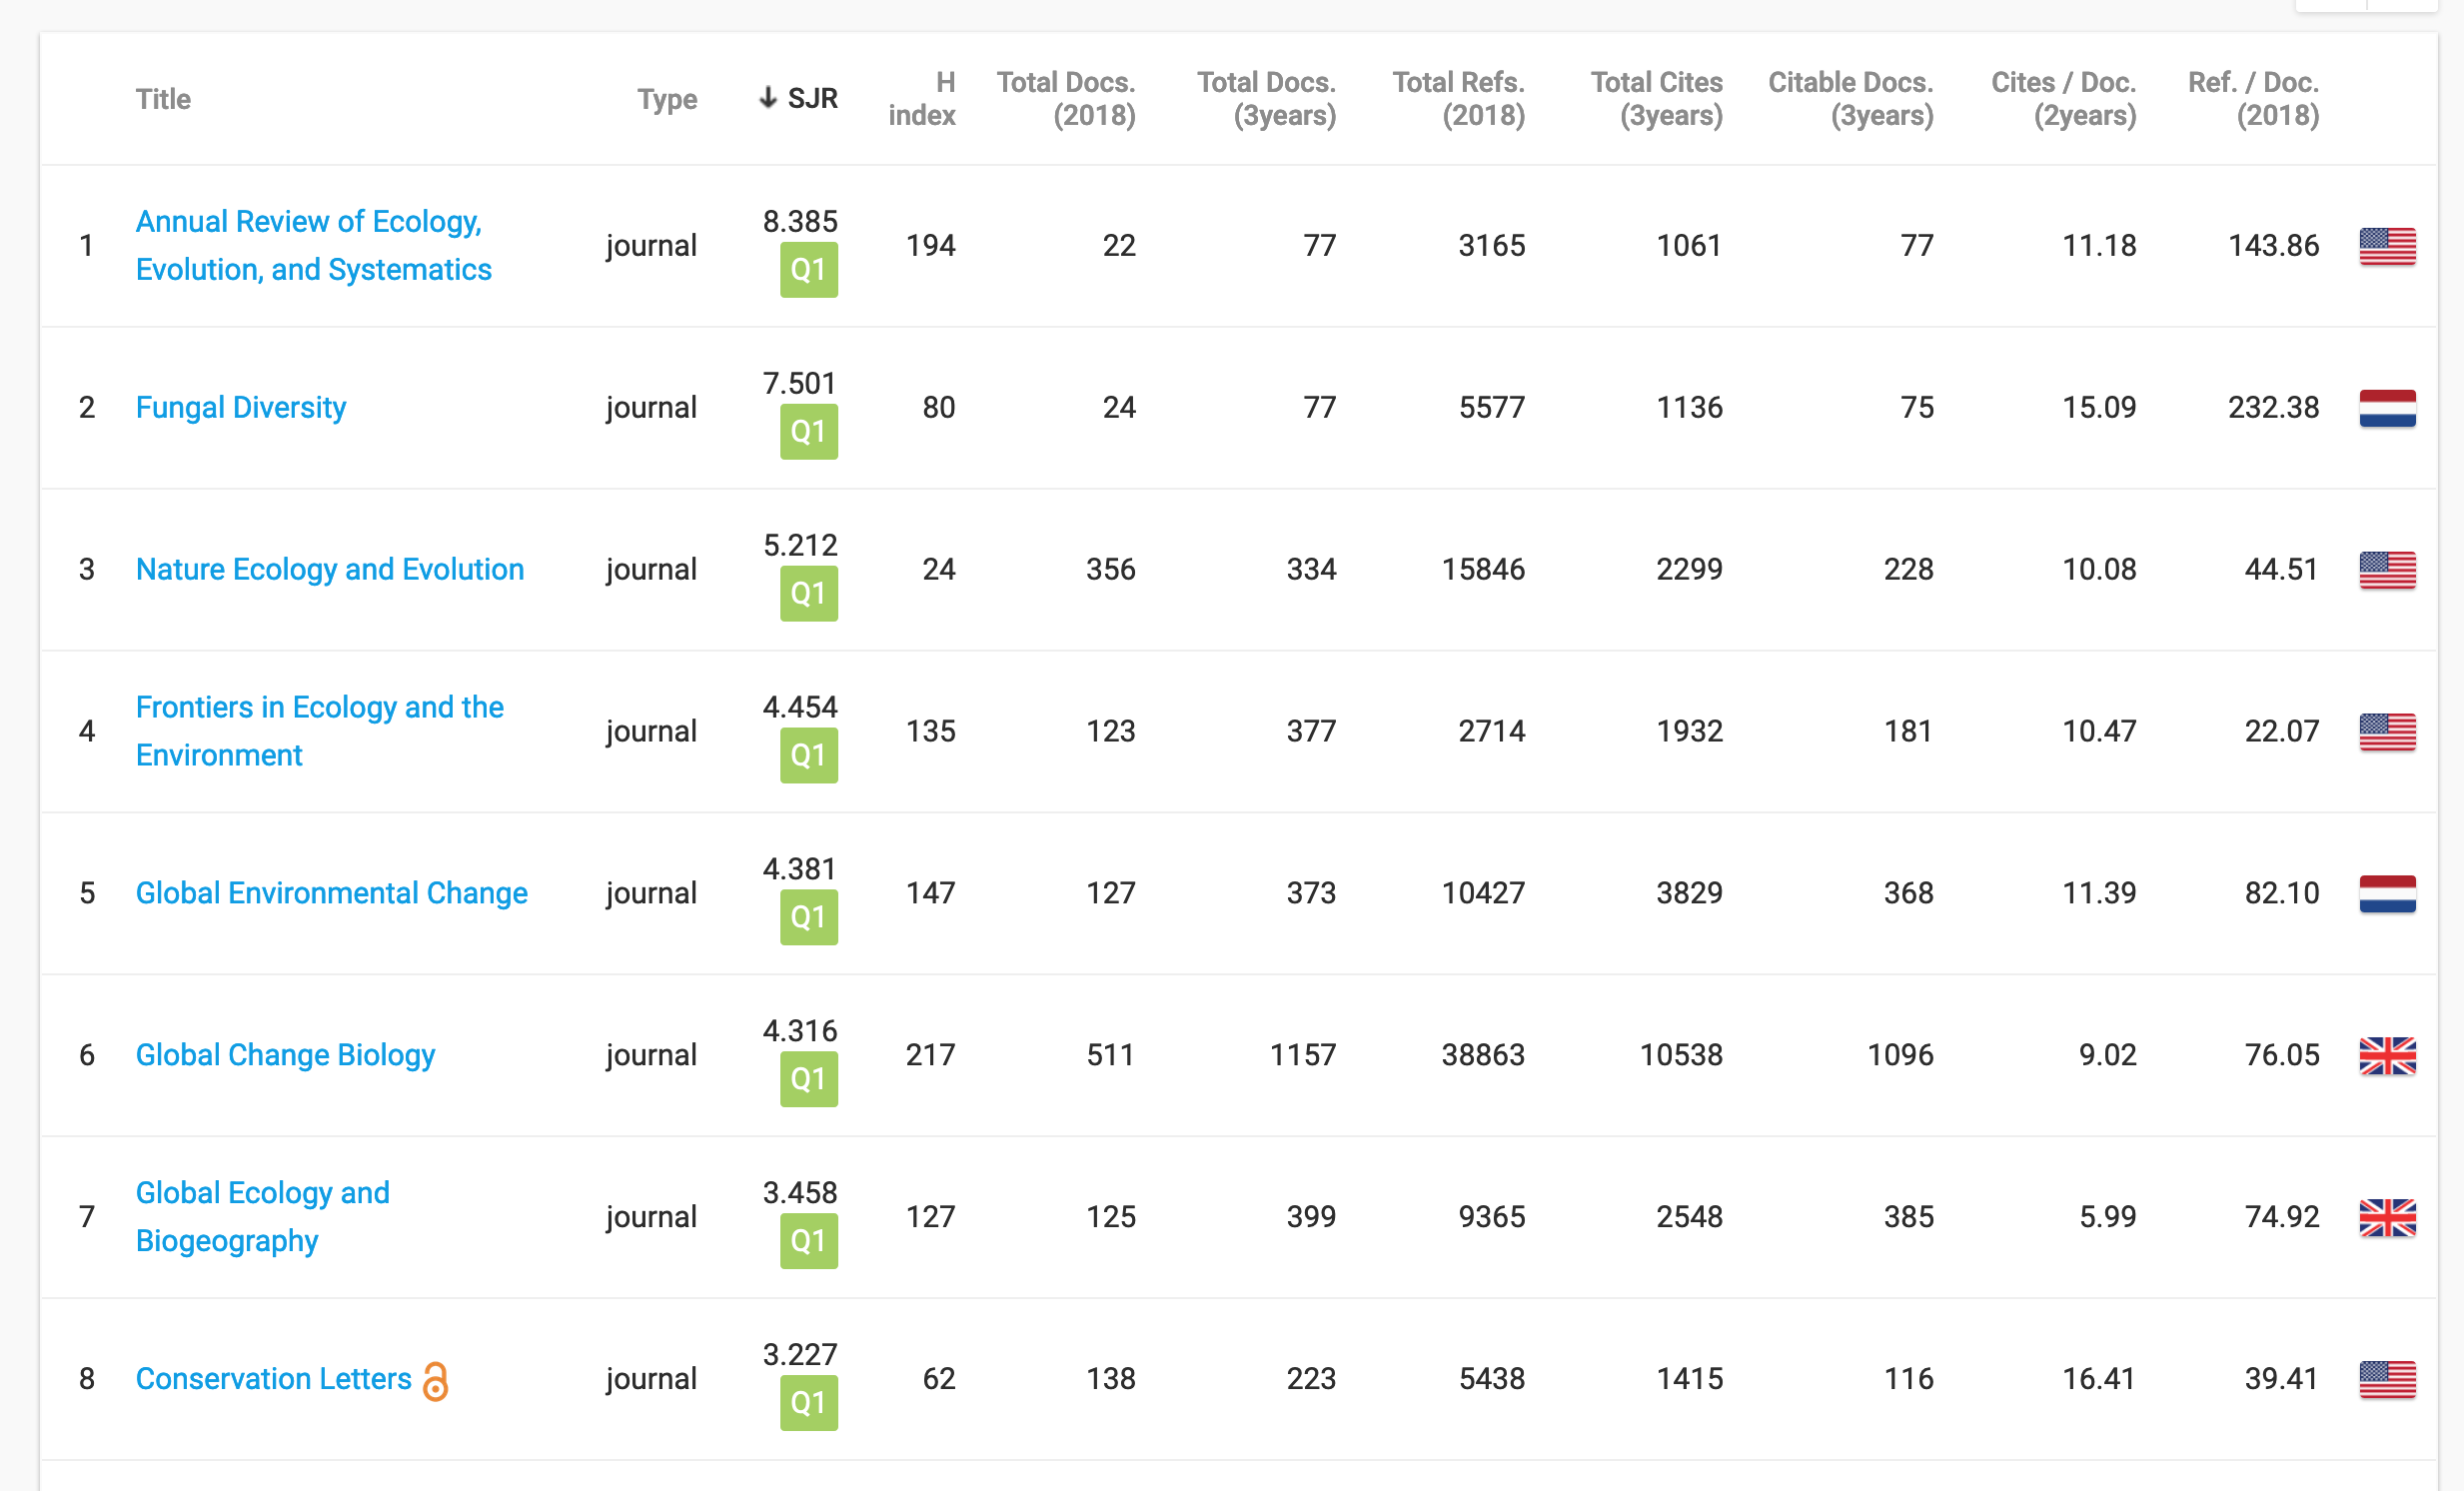 Title Type ↓ SJR H index Total Docs. (2018) Total Docs. (3years) Total Refs. (2018) Total Cites (3years) Citable Docs. (3years) Cites / Doc. (2years) Ref. / Doc. (2018)
1 Annual Review of Ecology, Evolution, and Systematics journal 8.385 Q1 194 22 77 3165 1061 77 11.18 143.86
2 Fungal Diversity journal 7.501 Q1 80 24 77 5577 1136 75 15.09 232.38
3 Nature Ecology and Evolution journal 5.212 Q1 24 356 334 15846 2299 228 10.08 44.51
4 Frontiers in Ecology and the Environment journal 4.454 Q1 135 123 377 2714 1932 181 10.47 22.07
5 Global Environmental Change journal 4.381 Q1 147 127 373 10427 3829 368 11.39 82.10
6 Global Change Biology journal 4.316 Q1 217 511 1157 38863 10538 1096 9.02 76.05
7 Global Ecology and Biogeography journal 3.458 Q1 127 125 399 9365 2548 385 5.99 74.92
8 Conservation Letters journal 3.227 Q1 62 138 223 5438 1415 116 16.41 39.41